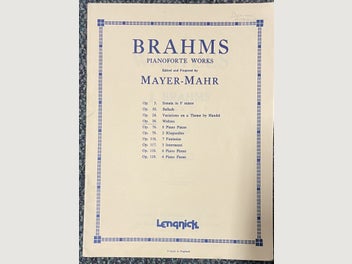 BRAHMS
PIANOFORTE WORKS
Edited and Fingered by
MAYER-MAHR
Op. 5. Sonata in F minor
Op. 10. Ballads
Op. 24. Variations on a Theme by Handel
Op. 39. Waltzes
Op. 76. 8 Piano Pieces
Op. 79. 2 Rhapsodies
Op. 116. 7 Fantasies
Op. 117. 3 Intermezzi
Op. 118. 6 Piano Pieces
Op. 119. 4 Piano Pieces
Lengnick